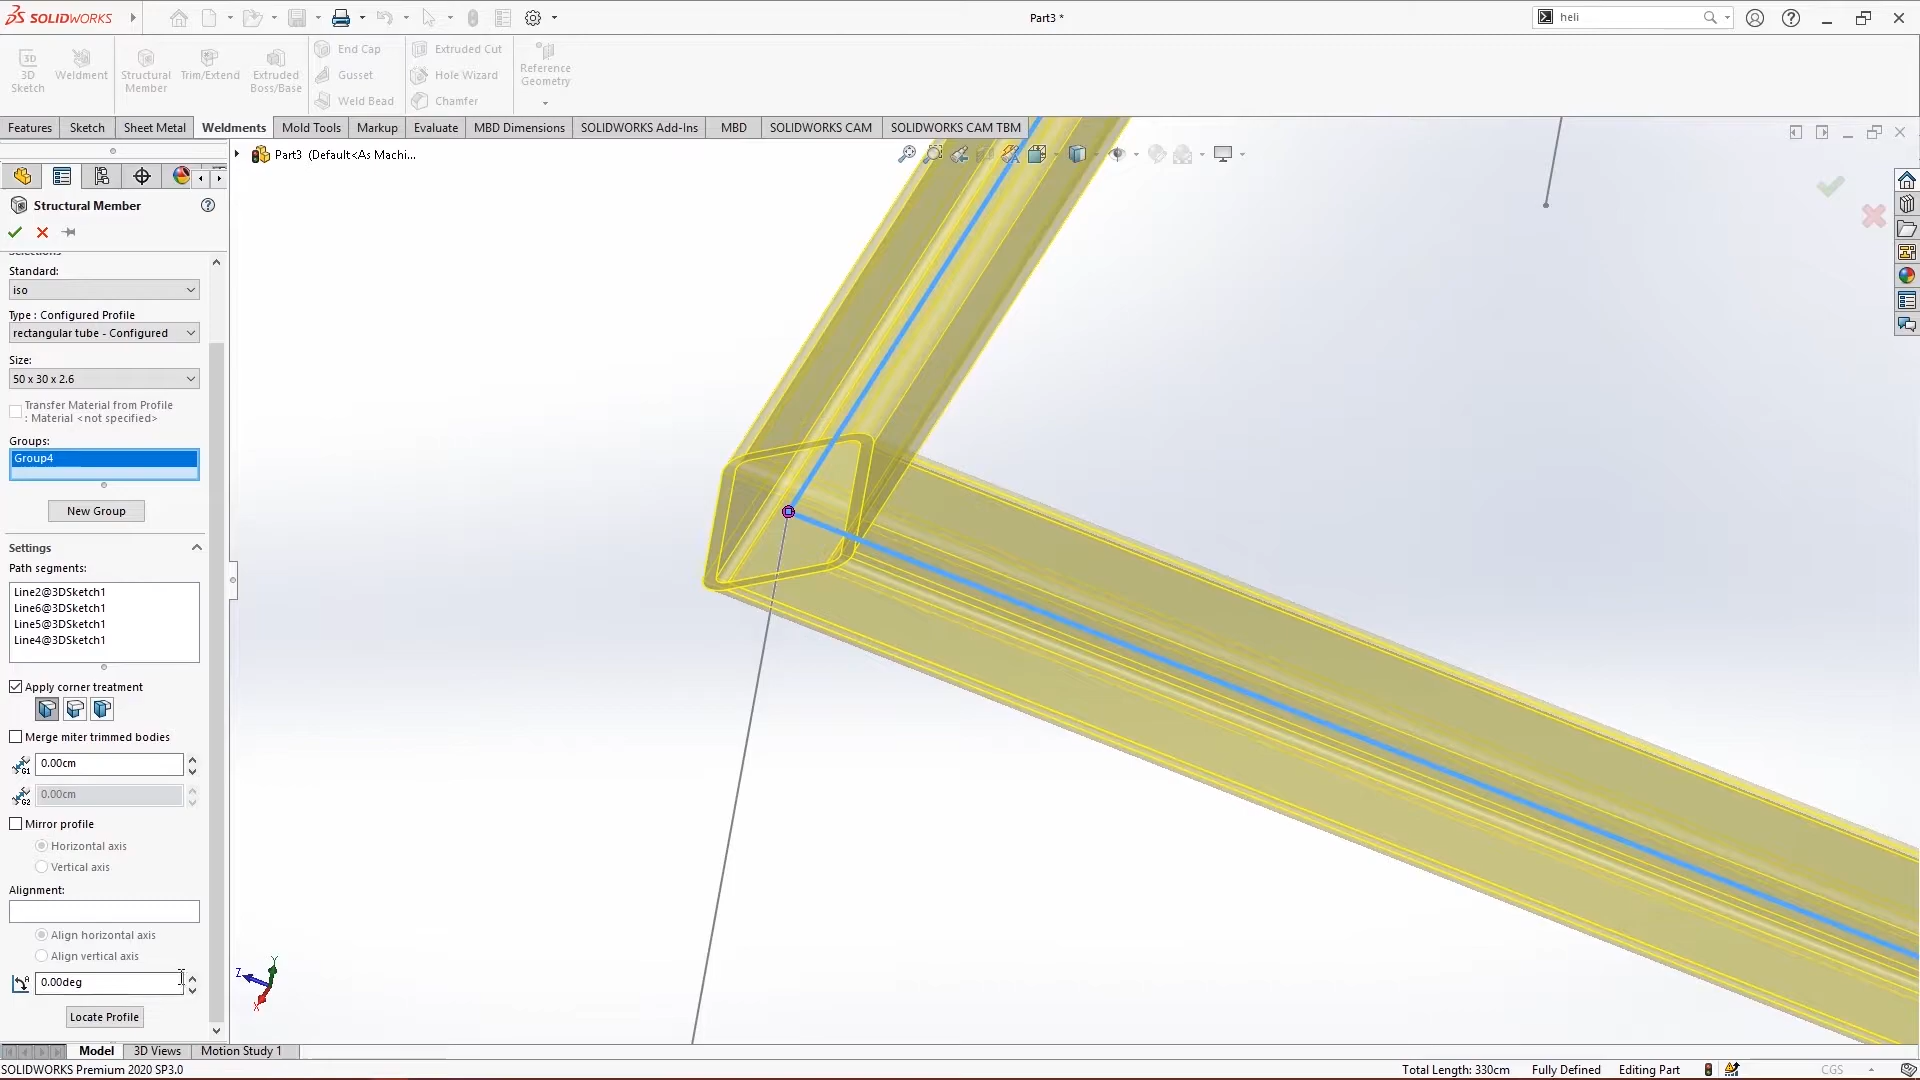 SOLIDWORKS
Part3 *
heli
3D Sketch
Weldment
Structural Member
Trim/Extend
Extruded Boss/Base
End Cap
Gusset
Weld Bead
Extruded Cut
Hole Wizard
Chamfer
Reference Geometry
Features
Sketch
Sheet Metal
Weldments
Mold Tools
Markup
Evaluate
MBD Dimensions
SOLIDWORKS Add-Ins
MBD
SOLIDWORKS CAM
SOLIDWORKS CAM TBM
Part3 (Default<As Machi...
Structural Member
Selections
Standard:
iso
Type : Configured Profile
rectangular tube - Configured
Size:
50 x 30 x 2.6
Transfer Material from Profile
: Material <not specified>
Groups:
Group4
New Group
Settings
Path segments:
Line2@3DSketch1
Line6@3DSketch1
Line5@3DSketch1
Line4@3DSketch1
Apply corner treatment
Merge miter trimmed bodies
G1
0.00cm
G2
0.00cm
Mirror profile
Horizontal axis
Vertical axis
Alignment:
Align horizontal axis
Align vertical axis
0.00deg
Locate Profile
Y
Z
X
Model
3D Views
Motion Study 1
SOLIDWORKS Premium 2020 SP3.0
Total Length: 330cm
Fully Defined
Editing Part
CGS